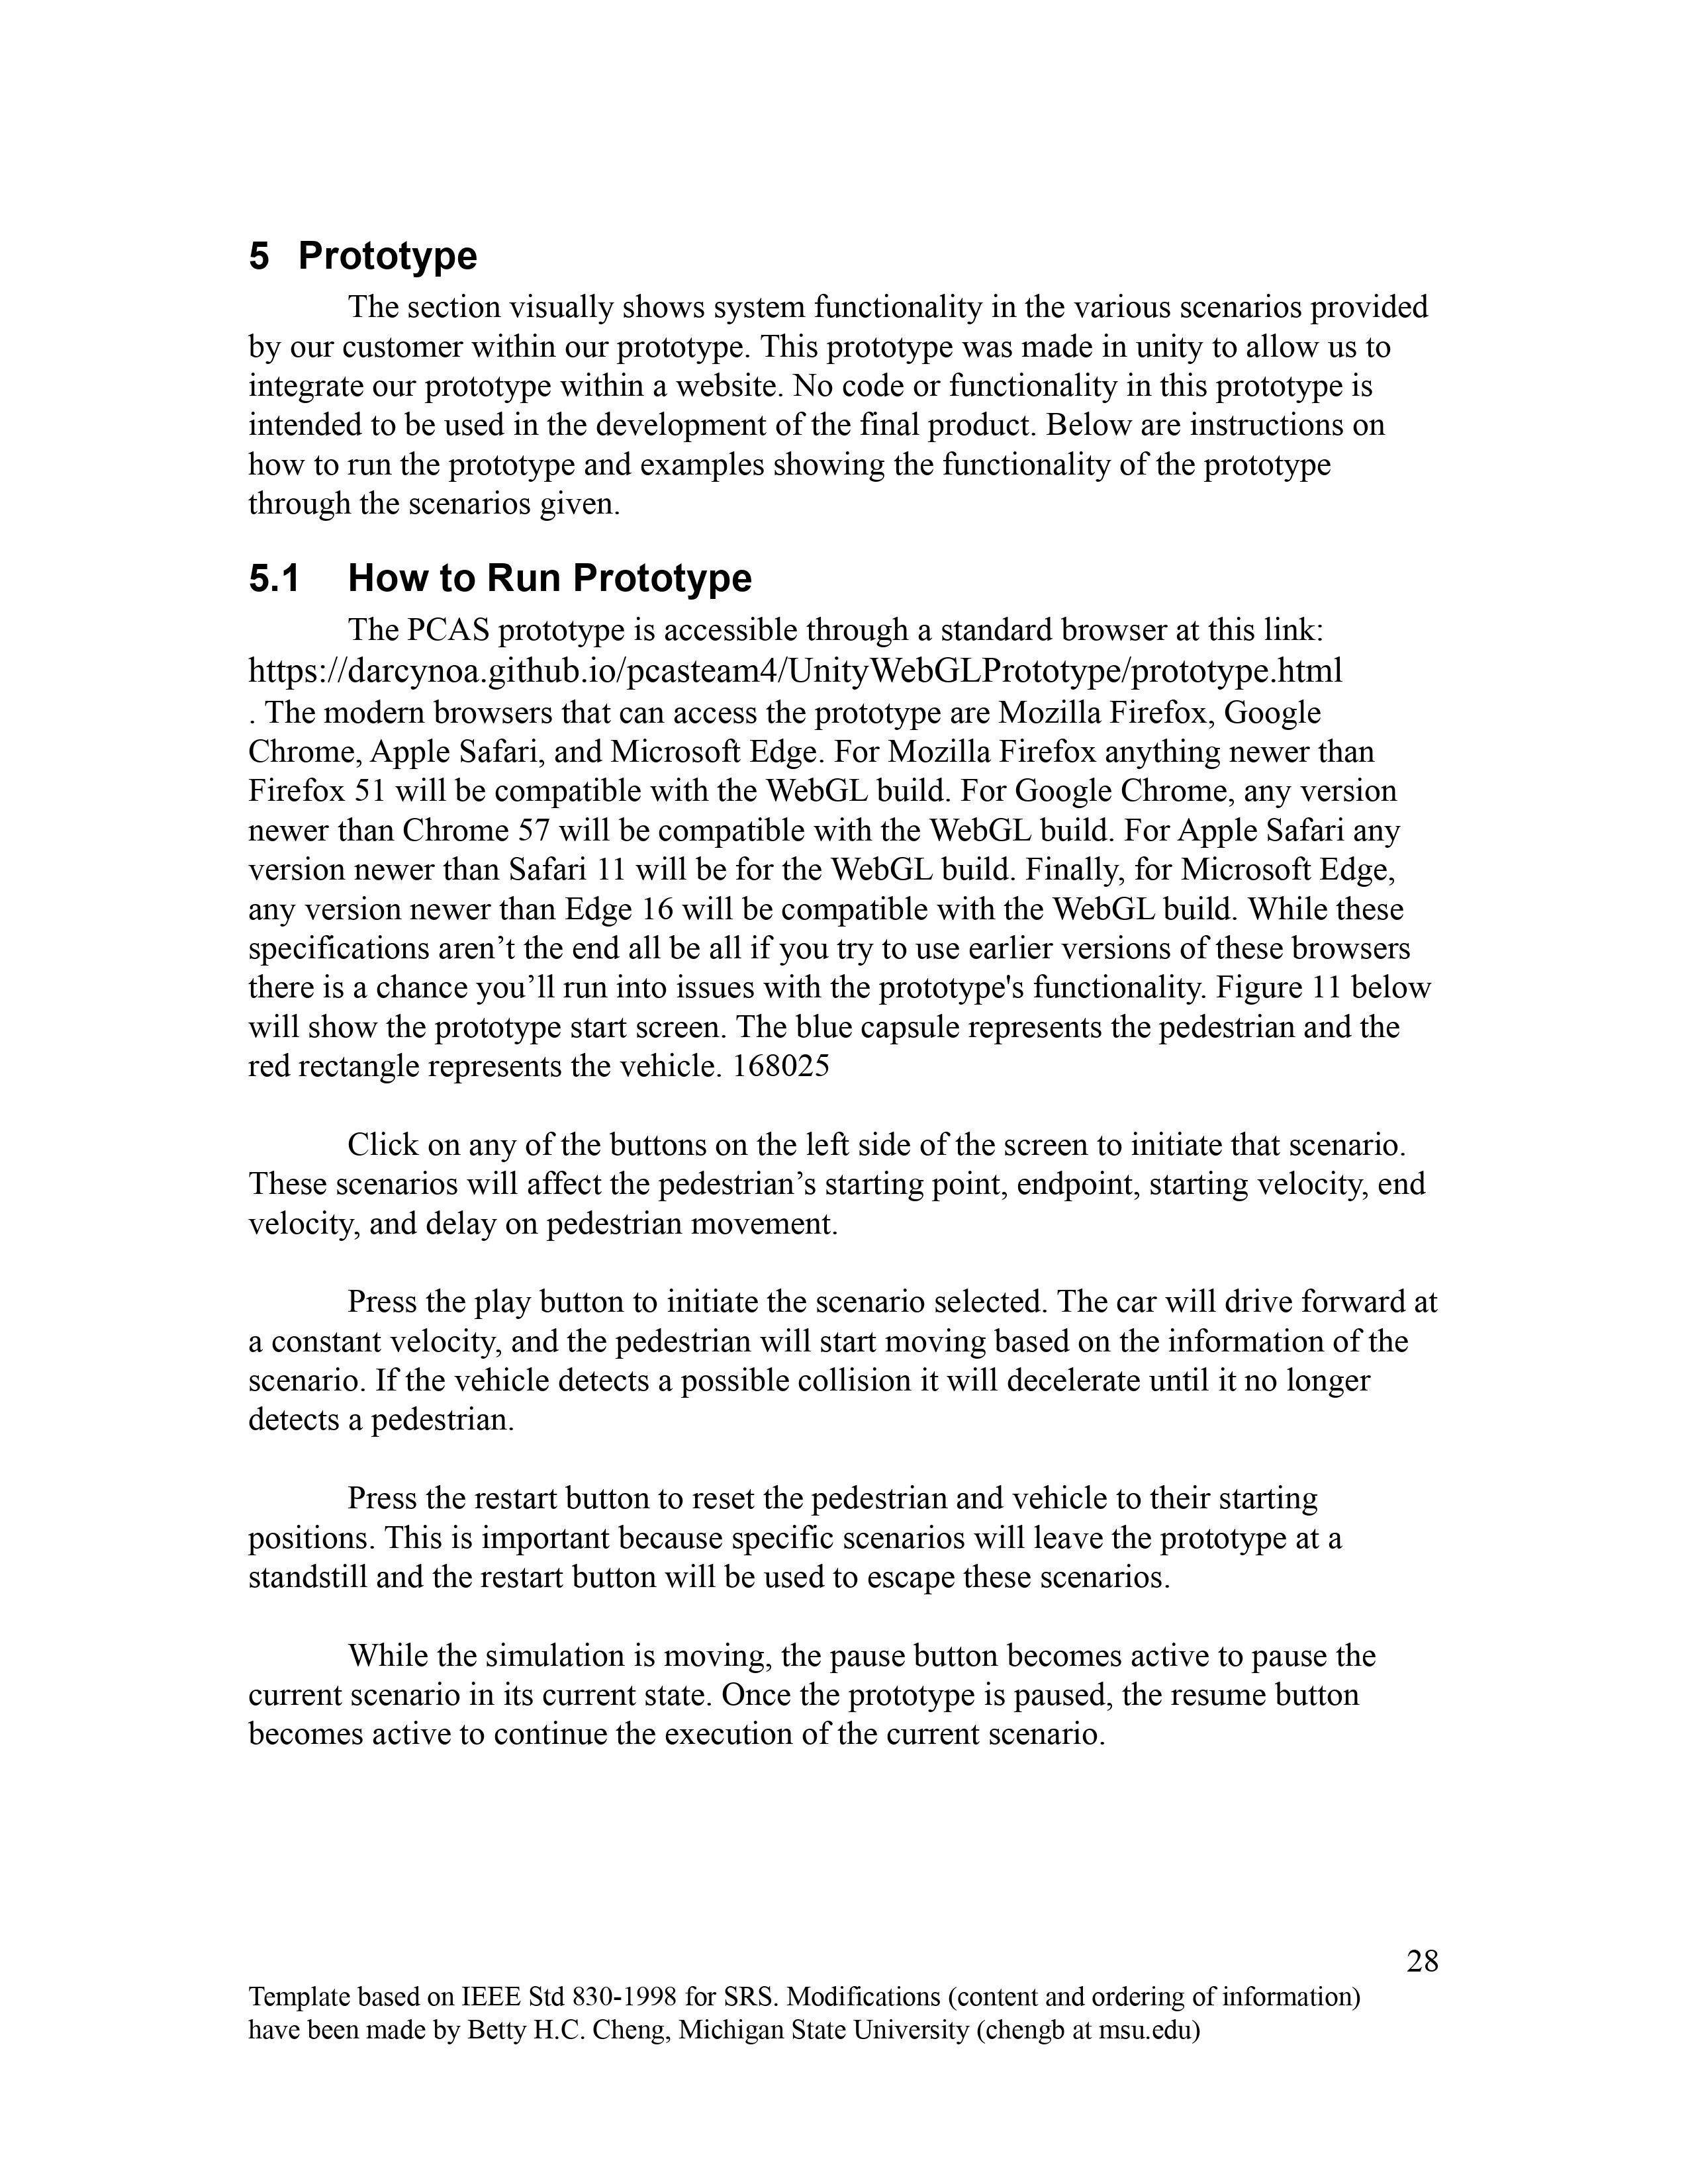 5 Prototype
The section visually shows system functionality in the various scenarios provided
by our customer within our prototype. This prototype was made in unity to allow us to
integrate our prototype within a website. No code or functionality in this prototype is
intended to be used in the development of the final product. Below are instructions on
how to run the prototype and examples showing the functionality of the prototype
through the scenarios given.
5.1 How to Run Prototype
The PCAS prototype is accessible through a standard browser at this link:
https://darcynoa.github.io/pcasteam4/UnityWebGLPrototype/prototype.html
. The modern browsers that can access the prototype are Mozilla Firefox, Google
Chrome, Apple Safari, and Microsoft Edge. For Mozilla Firefox anything newer than
Firefox 51 will be compatible with the WebGL build. For Google Chrome, any version
newer than Chrome 57 will be compatible with the WebGL build. For Apple Safari any
version newer than Safari 11 will be for the WebGL build. Finally, for Microsoft Edge,
any version newer than Edge 16 will be compatible with the WebGL build. While these
specifications aren’t the end all be all if you try to use earlier versions of these browsers
there is a chance you’ll run into issues with the prototype's functionality. Figure 11 below
will show the prototype start screen. The blue capsule represents the pedestrian and the
red rectangle represents the vehicle. 168025
Click on any of the buttons on the left side of the screen to initiate that scenario.
These scenarios will affect the pedestrian’s starting point, endpoint, starting velocity, end
velocity, and delay on pedestrian movement.
Press the play button to initiate the scenario selected. The car will drive forward at
a constant velocity, and the pedestrian will start moving based on the information of the
scenario. If the vehicle detects a possible collision it will decelerate until it no longer
detects a pedestrian.
Press the restart button to reset the pedestrian and vehicle to their starting
positions. This is important because specific scenarios will leave the prototype at a
standstill and the restart button will be used to escape these scenarios.
While the simulation is moving, the pause button becomes active to pause the
current scenario in its current state. Once the prototype is paused, the resume button
becomes active to continue the execution of the current scenario.
28
Template based on IEEE Std 830-1998 for SRS. Modifications (content and ordering of information)
have been made by Betty H.C. Cheng, Michigan State University (chengb at msu.edu)